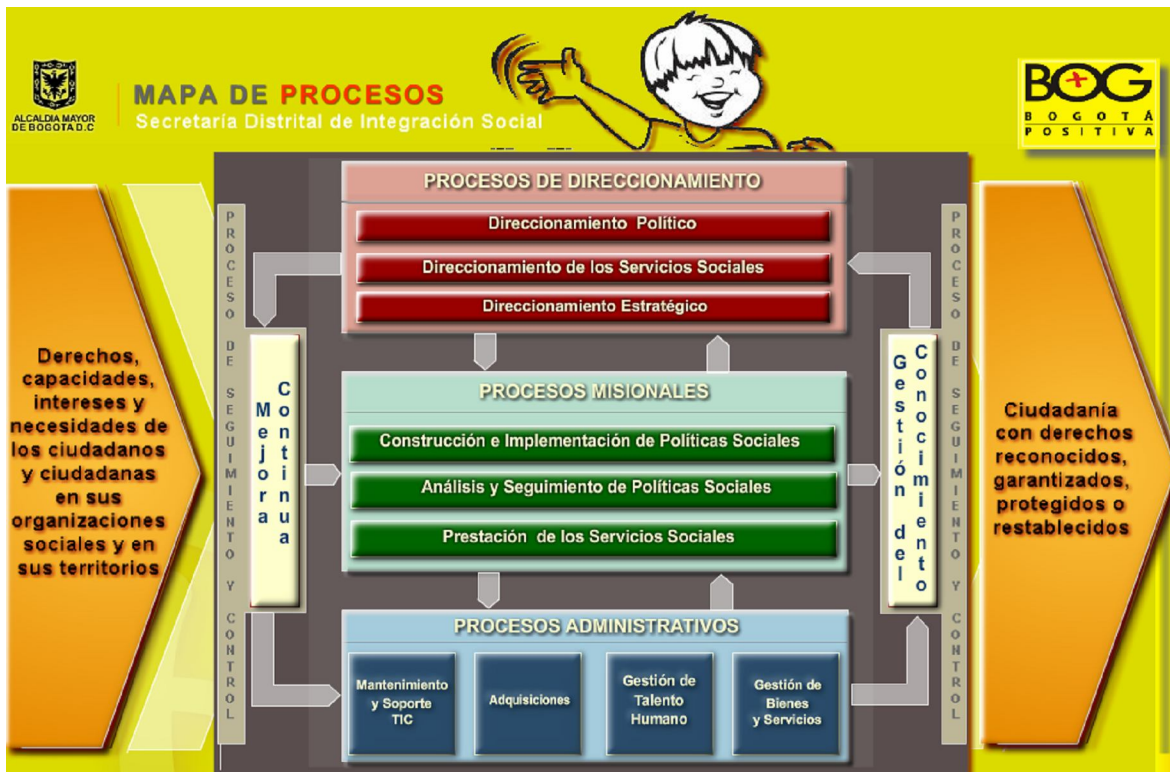 ALCALDIA MAYOR
DE BOGOTA D.C
MAPA DE PROCESOS
Secretaría Distrital de Integración Social
BOG
BOGOTÁ
POSITIVA
Derechos,
capacidades,
intereses y
necesidades de
los ciudadanos
y ciudadanas
en sus
organizaciones
sociales y en
sus territorios
PROCESO DE SEGUIMIENTO Y CONTROL
Mejora
Continua
PROCESOS DE DIRECCIONAMIENTO
Direccionamiento Político
Direccionamiento de los Servicios Sociales
Direccionamiento Estratégico
PROCESOS MISIONALES
Construcción e Implementación de Políticas Sociales
Análisis y Seguimiento de Políticas Sociales
Prestación de los Servicios Sociales
PROCESOS ADMINISTRATIVOS
Mantenimiento
y Soporte
TIC
Adquisiciones
Gestión de
Talento
Humano
Gestión de
Bienes
y Servicios
Gestión del
Conocimiento
PROCESO DE SEGUIMIENTO Y CONTROL
Ciudadanía
con derechos
reconocidos,
garantizados,
protegidos o
restablecidos